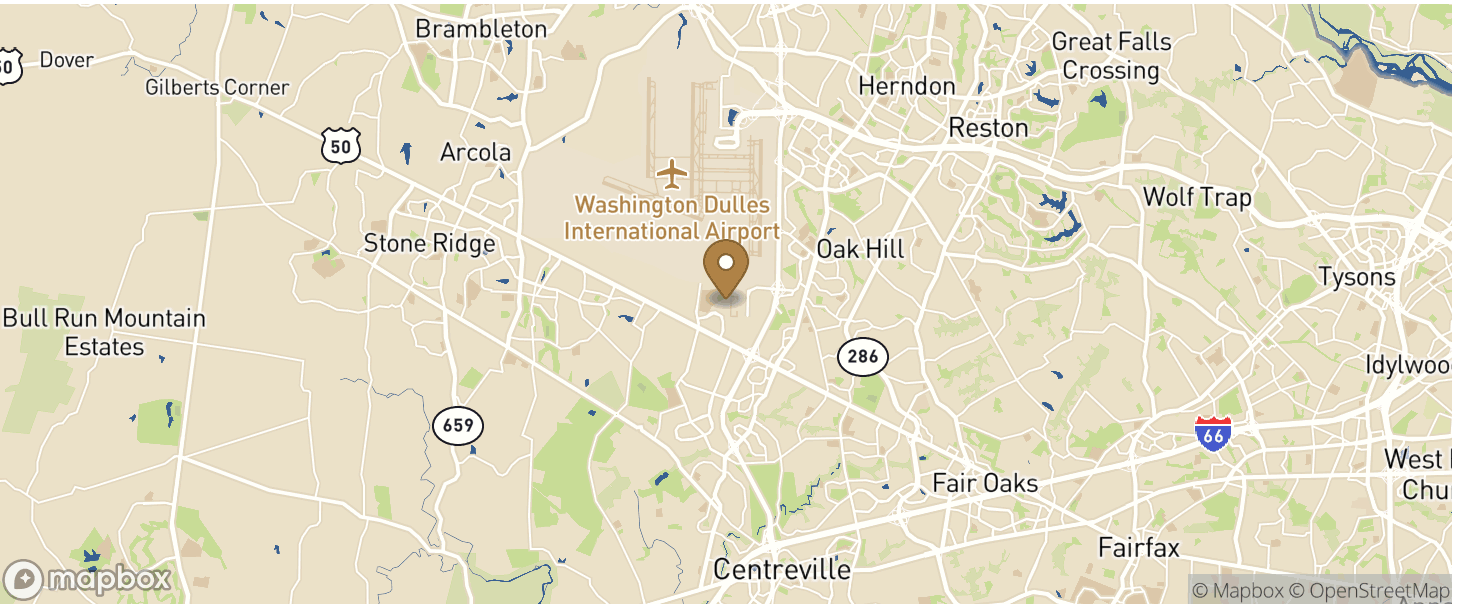 Brambleton
Great Falls
Crossing
50
Dover
Gilberts Corner
Herndon
Reston
50
Arcola
Wolf Trap
Washington Dulles
International Airport
Stone Ridge
Oak Hill
Tysons
Bull Run Mountain
Estates
286
Idylwoo
659
66
West
Fair Oaks
Chu
Fairfax
Centreville
mapbox
© Mapbox © OpenStreetMap